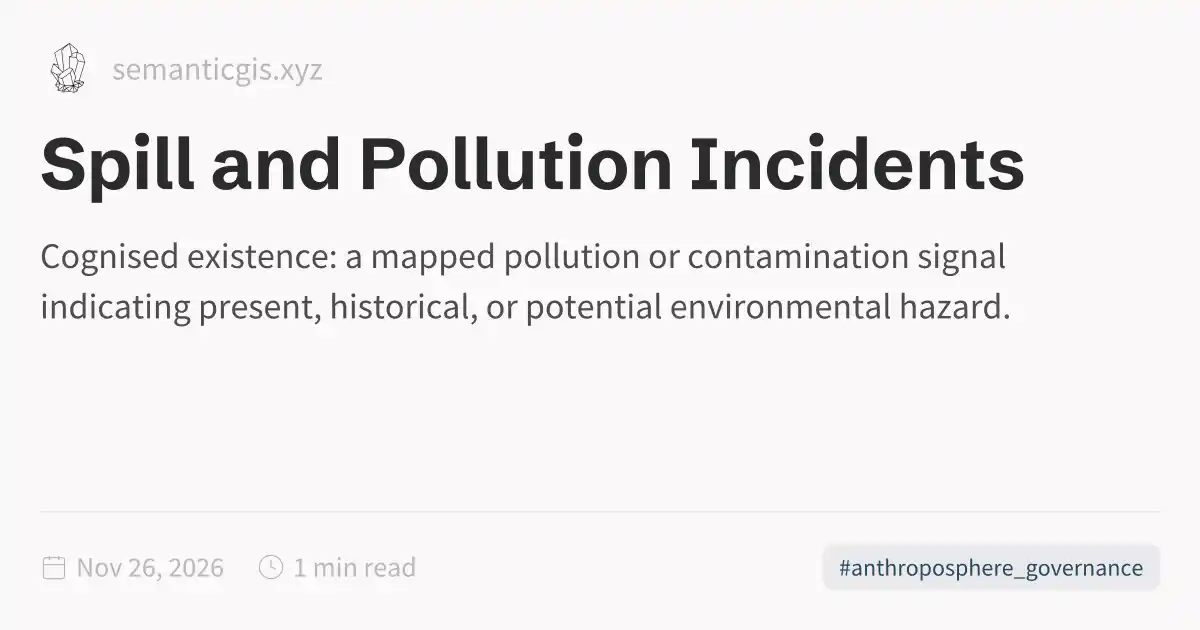 semanticgis.xyz
Spill and Pollution Incidents
Cognised existence: a mapped pollution or contamination signal
indicating present, historical, or potential environmental hazard.
Nov 26, 2026 1 min read #anthroposphere_governance